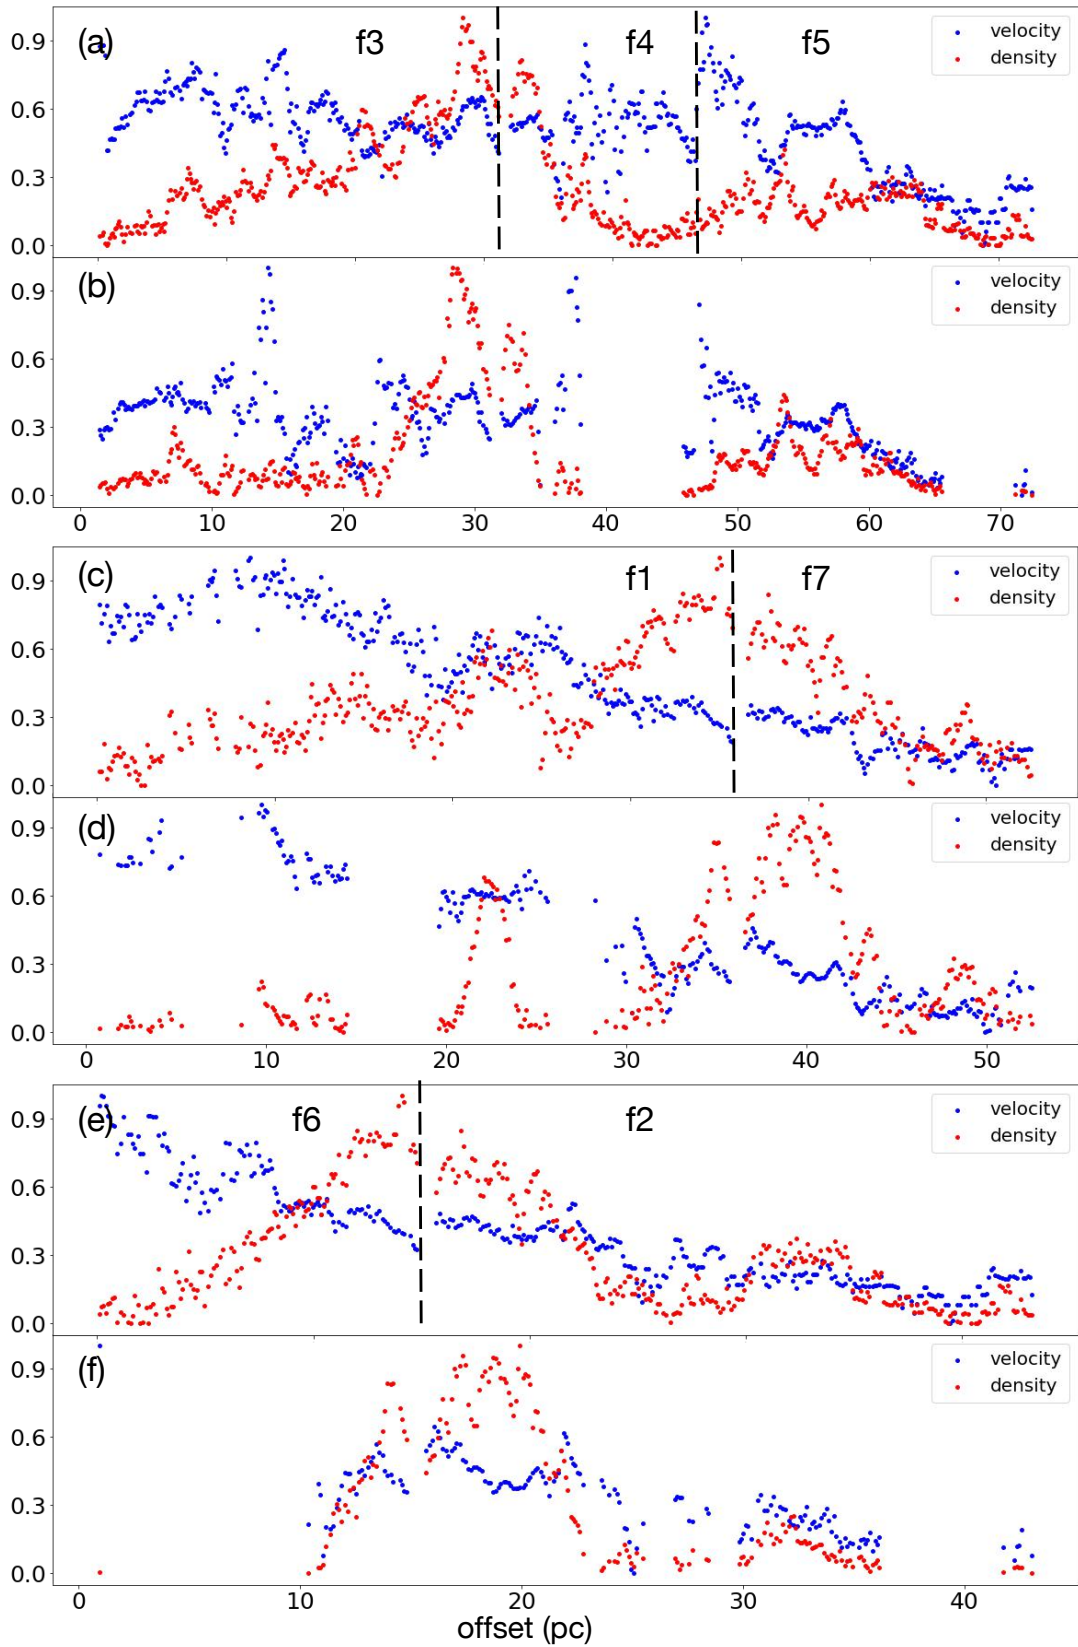 (a) f3 f4 f5 velocity
density
0.9
0.6
0.3
0.0
(b) velocity
density
0.9
0.6
0.3
0.0
0 10 20 30 40 50 60 70
(c) f1 f7 velocity
density
0.9
0.6
0.3
0.0
(d) velocity
density
0.9
0.6
0.3
0.0
0 10 20 30 40 50
(e) f6 f2 velocity
density
0.9
0.6
0.3
0.0
(f) velocity
density
0.9
0.6
0.3
0.0
0 10 20 30 40
offset (pc)